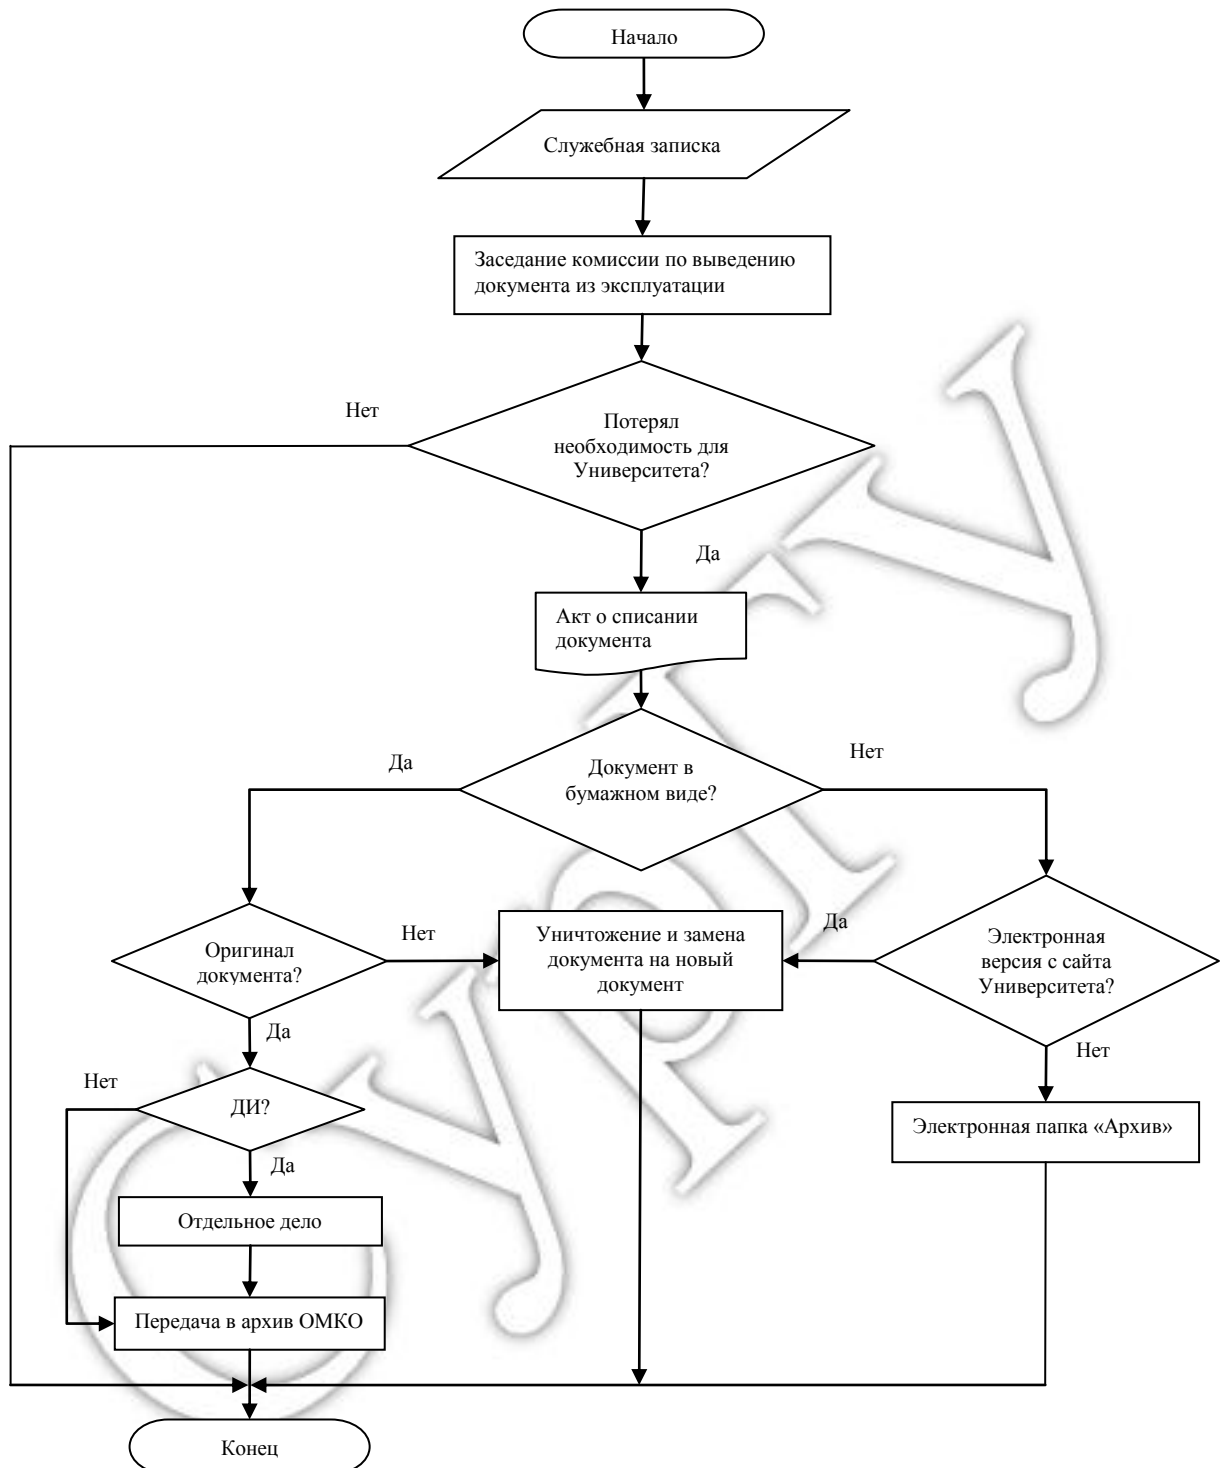 Начало
Служебная записка
Заседание комиссии по выведению
документа из эксплуатации
Нет
Потерял
необходимость для
Университета?
Да
Акт о списании
документа
Да
Документ в
бумажном виде?
Нет
Оригинал
документа?
Нет
Уничтожение и замена
документа на новый
документ
Да
Электронная
версия с сайта
Университета?
Да
Нет
Нет
ДИ?
Электронная папка «Архив»
Да
Отдельное дело
Передача в архив ОМКО
Конец
СурГУ